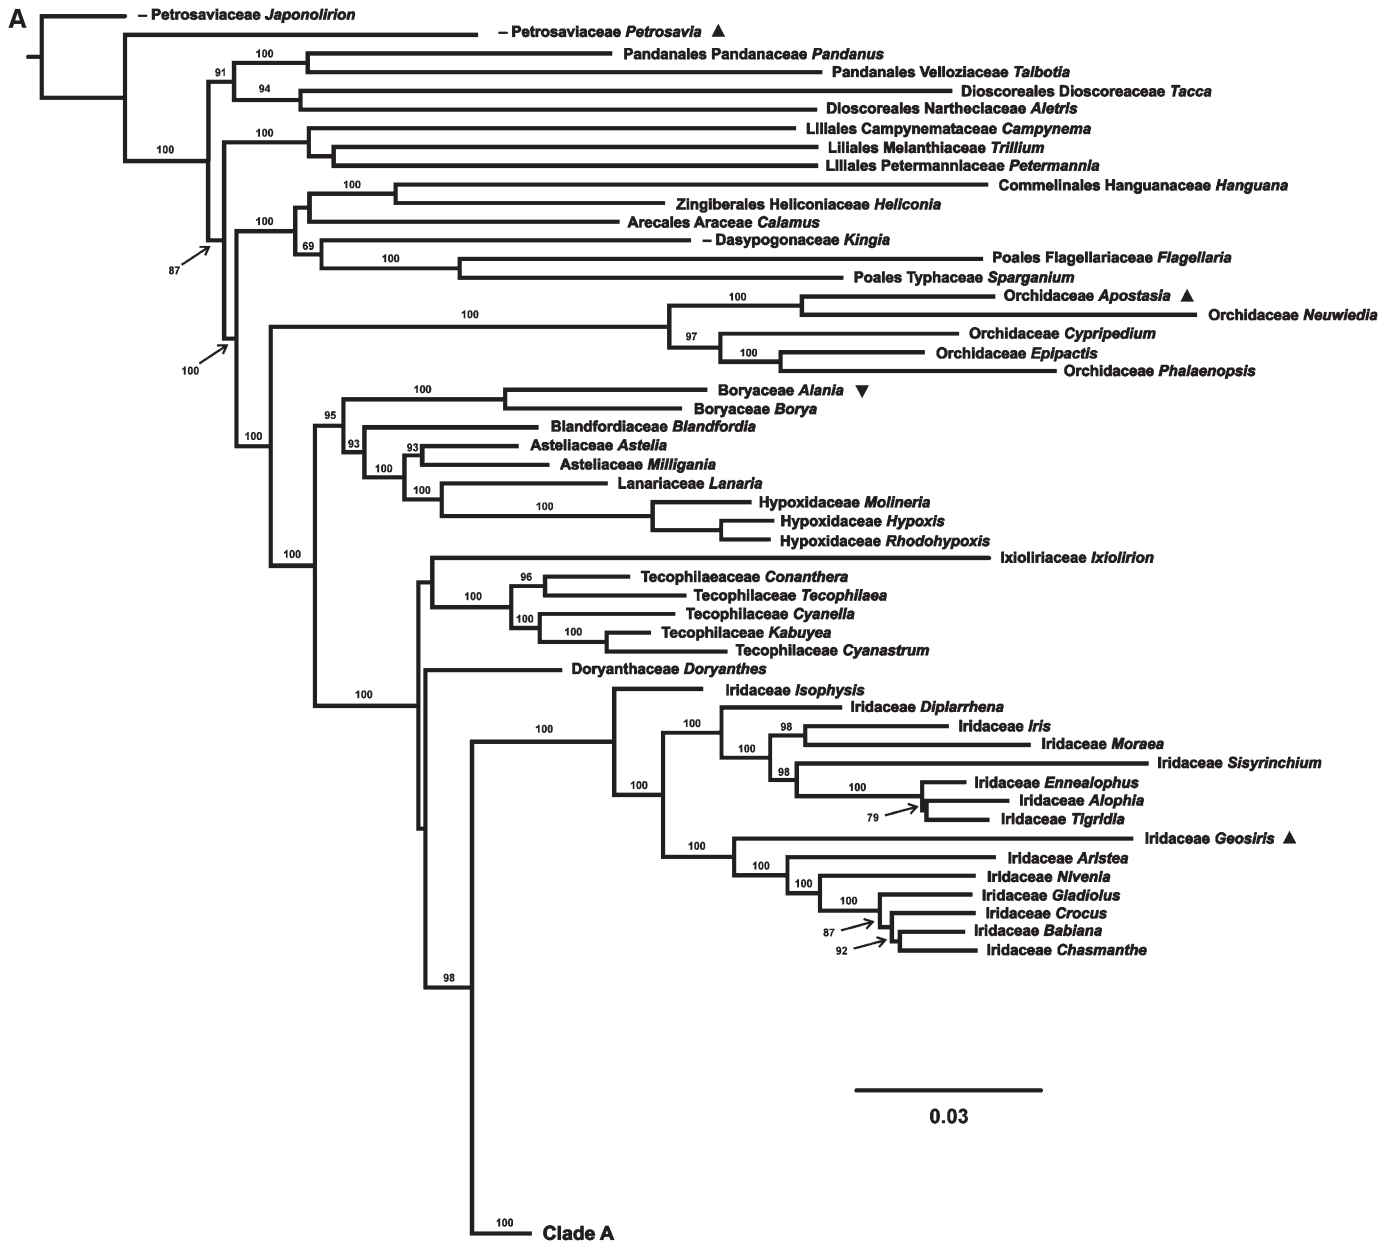 A
– Petrosaviaceae Japonolirion
– Petrosaviaceae Petrosavia ▲
100
Pandanales Pandanaceae Pandanus
91
Pandanales Velloziaceae Talbotia
94
Dioscoreales Dioscoreaceae Tacca
Dioscoreales Nartheciaceae Aletris
Liliales Campynemataceae Campynema
100
100
Liliales Melanthiaceae Trillium
Liliales Petermanniaceae Petermannia
100
Commelinales Hanguanaceae Hanguana
Zingiberales Heliconiaceae Heliconia
100
Arecales Araceae Calamus
69
– Dasypogonaceae Kingia
87
100
Poales Flagellariaceae Flagellaria
Poales Typhaceae Sparganium
100
Orchidaceae Apostasia ▲
100
Orchidaceae Neuwiedia
97
Orchidaceae Cypripedium
100
100
Orchidaceae Epipactis
Orchidaceae Phalaenopsis
100
Boryaceae Alania ▼
95
Boryaceae Borya
100
93
Blandfordiaceae Blandfordia
93
Asteliaceae Astelia
100
Asteliaceae Milligania
100
Lanariaceae Lanaria
100
Hypoxidaceae Molineria
Hypoxidaceae Hypoxis
Hypoxidaceae Rhodohypoxis
100
Ixioliriaceae Ixiolirion
96
Tecophilaeaceae Conanthera
100
Tecophilaceae Tecophilaea
100
Tecophilaceae Cyanella
100
Tecophilaceae Kabuyea
Tecophilaceae Cyanastrum
Doryanthaceae Doryanthes
100
Iridaceae Isophysis
Iridaceae Diplarrhena
100
100
98
Iridaceae Iris
100
Iridaceae Moraea
98
Iridaceae Sisyrinchium
100
100
Iridaceae Ennealophus
79
Iridaceae Alophia
Iridaceae Tigridia
100
Iridaceae Geosiris ▲
100
Iridaceae Aristea
100
Iridaceae Nivenia
100
Iridaceae Gladiolus
87
Iridaceae Crocus
92
Iridaceae Babiana
Iridaceae Chasmanthe
98
0.03
100
Clade A